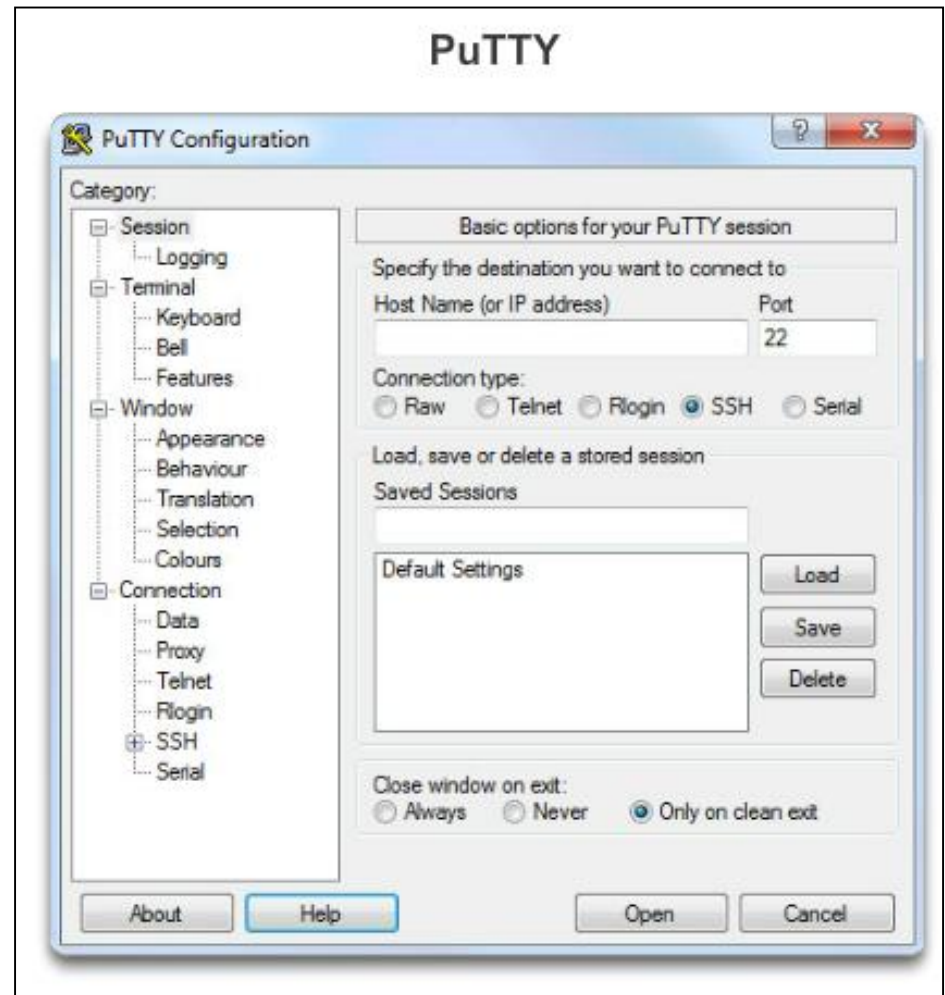 PuTTY
PuTTY Configuration
Category:
Session
Logging
Terminal
Keyboard
Bell
Features
Window
Appearance
Behaviour
Translation
Selection
Colours
Connection
Data
Proxy
Telnet
Rlogin
SSH
Serial
Basic options for your PuTTY session
Specify the destination you want to connect to
Host Name (or IP address) Port
22
Connection type:
Raw Telnet Rlogin SSH Serial
Load, save or delete a stored session
Saved Sessions
Default Settings
Load
Save
Delete
Close window on exit:
Always Never Only on clean exit
About Help Open Cancel